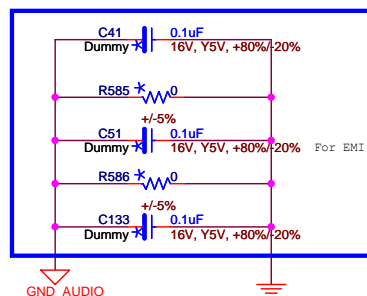 C41 0.1uF
Dummy 16V, Y5V, +80%/-20%
R585 0
+/-5%
C51 0.1uF
Dummy 16V, Y5V, +80%/-20%
For EMI
R586 0
+/-5%
C133 0.1uF
Dummy 16V, Y5V, +80%/-20%
GND_AUDIO